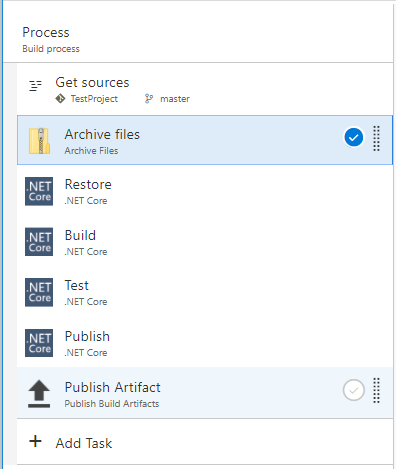 Process
Build process
Get sources
TestProject master
Archive files
Archive Files
.NET
Core
Restore
.NET Core
.NET
Core
Build
.NET Core
.NET
Core
Test
.NET Core
.NET
Core
Publish
.NET Core
Publish Artifact
Publish Build Artifacts
+ Add Task